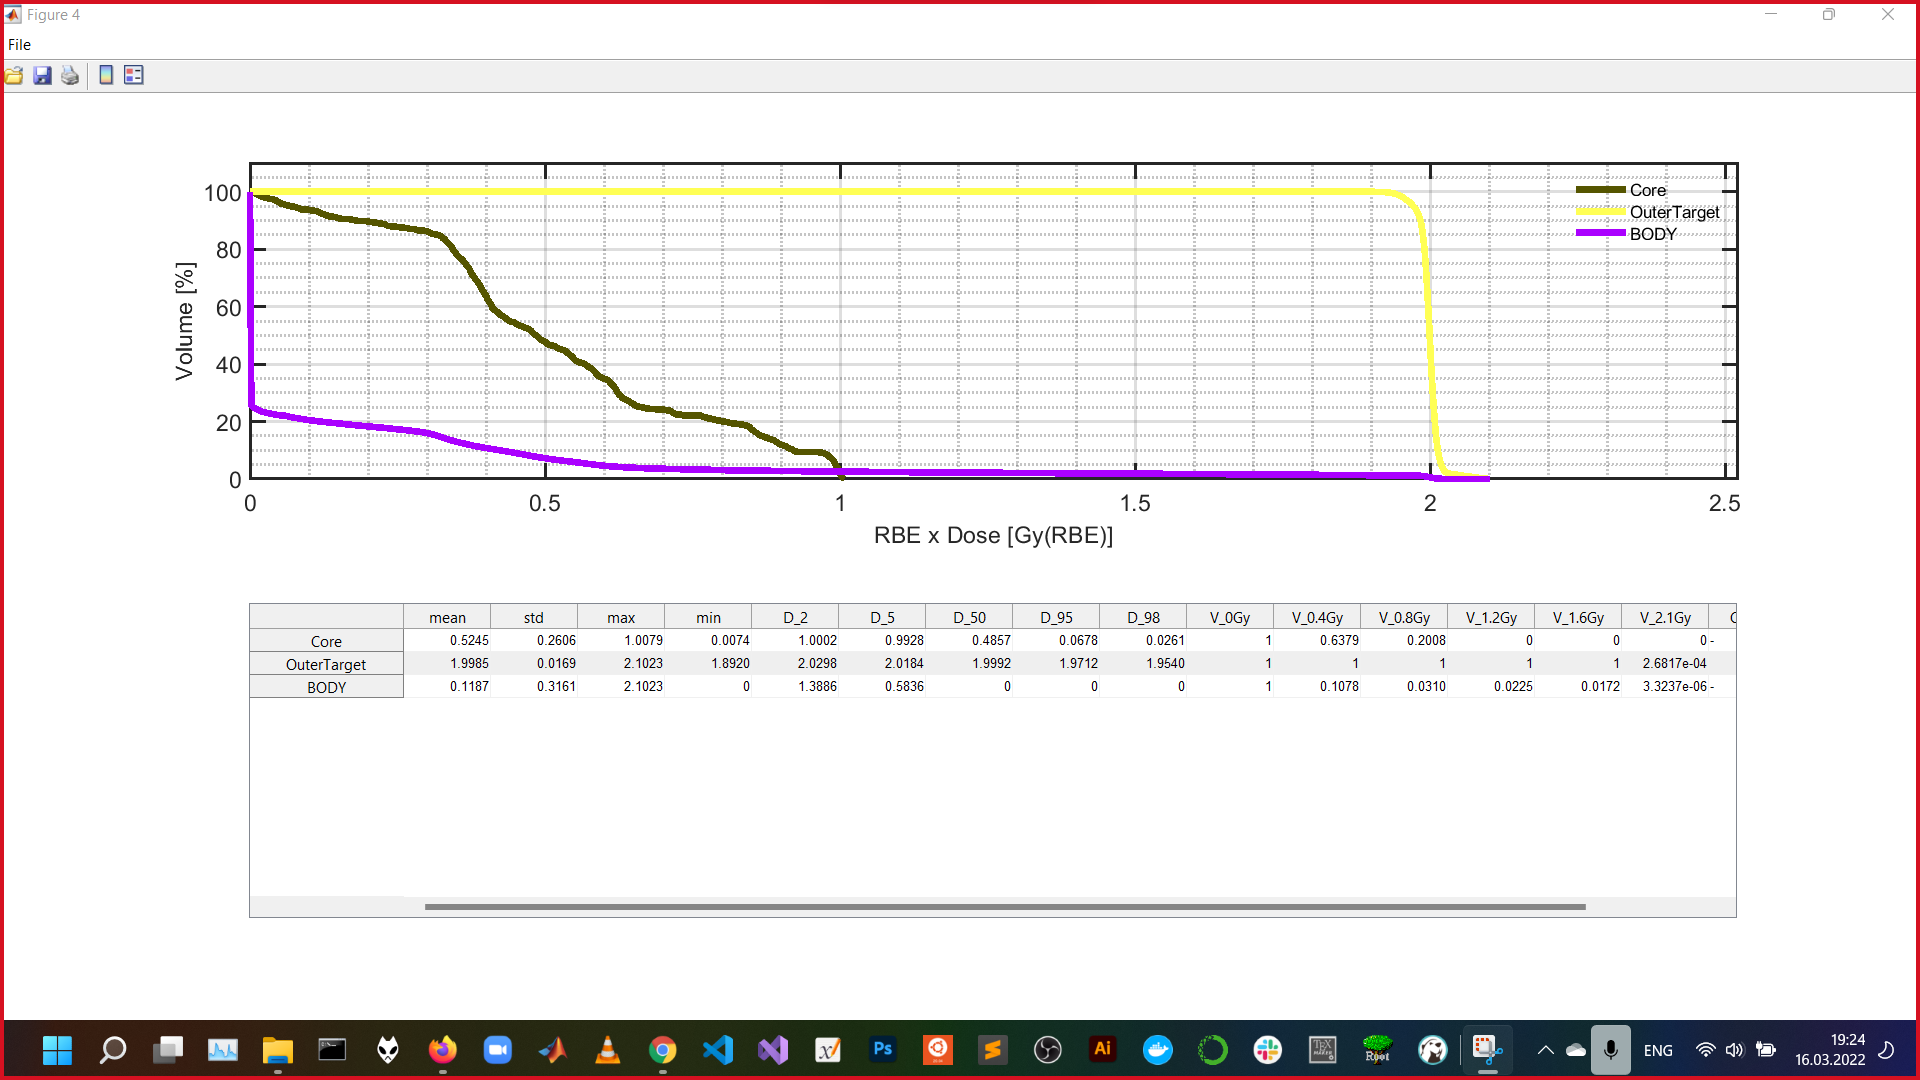 Figure 4
File
100
80
60
40
20
0
Volume [%]
0 0.5 1 1.5 2 2.5
RBE x Dose [Gy(RBE)]
Core
OuterTarget
BODY
mean std max min D_2 D_5 D_50 D_95 D_98 V_0Gy V_0.4Gy V_0.8Gy V_1.2Gy V_1.6Gy V_2.1Gy
Core 0.5245 0.2606 1.0079 0.0074 1.0002 0.9928 0.4857 0.0678 0.0261 1 0.6379 0.2008 0 0 0 -
OuterTarget 1.9985 0.0169 2.1023 1.8920 2.0298 2.0184 1.9992 1.9712 1.9540 1 1 1 1 1 2.6817e-04
BODY 0.1187 0.3161 2.1023 0 1.3886 0.5836 0 0 0 1 0.1078 0.0310 0.0225 0.0172 3.3237e-06 -
Ps
Ai
TEX MAKER
ROOT
ENG
19:24
16.03.2022